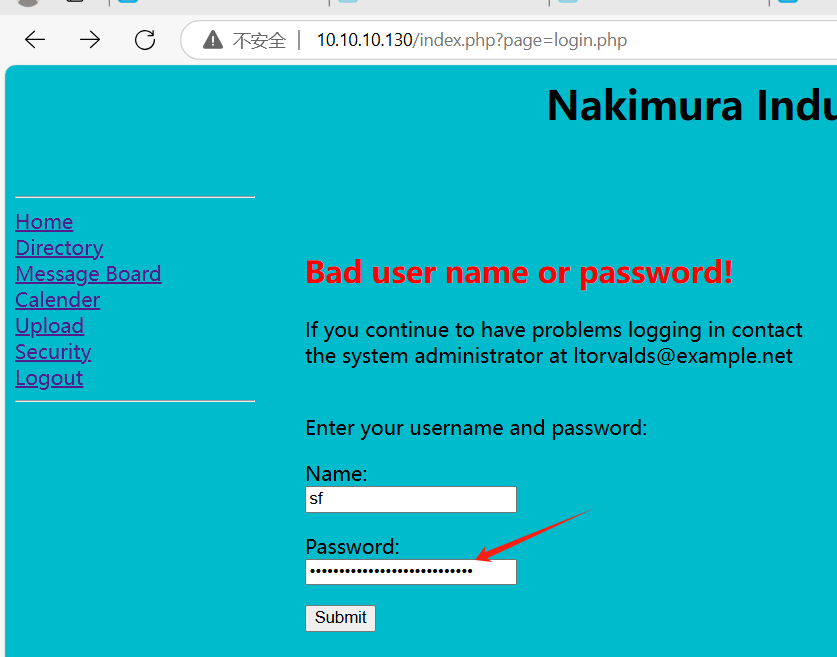 不安全 | 10.10.10.130/index.php?page=login.php
Nakimura Indu
Home
Directory
Message Board
Calender
Upload
Security
Logout
Bad user name or password!
If you continue to have problems logging in contact
the system administrator at ltorvalds@example.net
Enter your username and password:
Name:
sf
Password:
••••••••••••••••••••••••••••
Submit